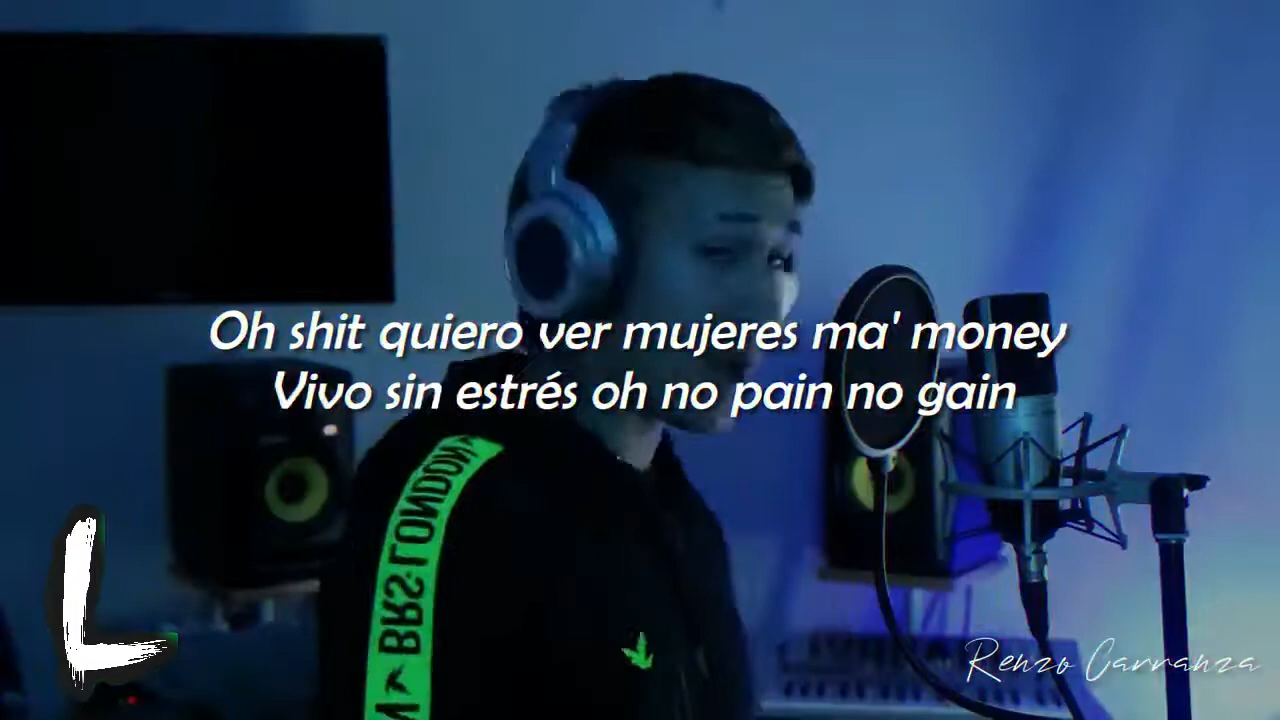 Oh shit quiero ver mujeres ma' money
Vivo sin estrés oh no pain no gain
BRS·LONDON
L
Renzo Carranza